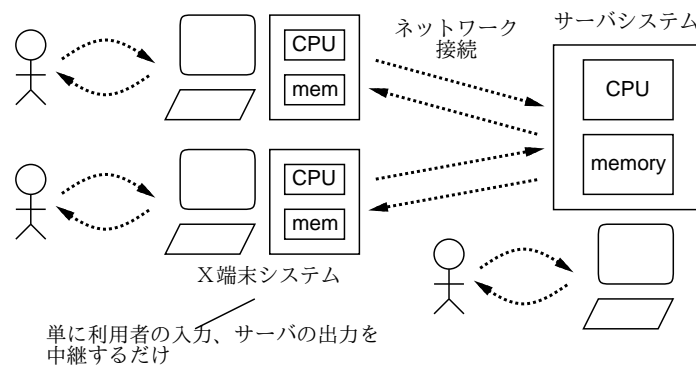 ネットワーク
接続
サーバシステム
CPU
mem
CPU
memory
CPU
mem
X端末システム
単に利用者の入力、サーバの出力を
中継するだけ